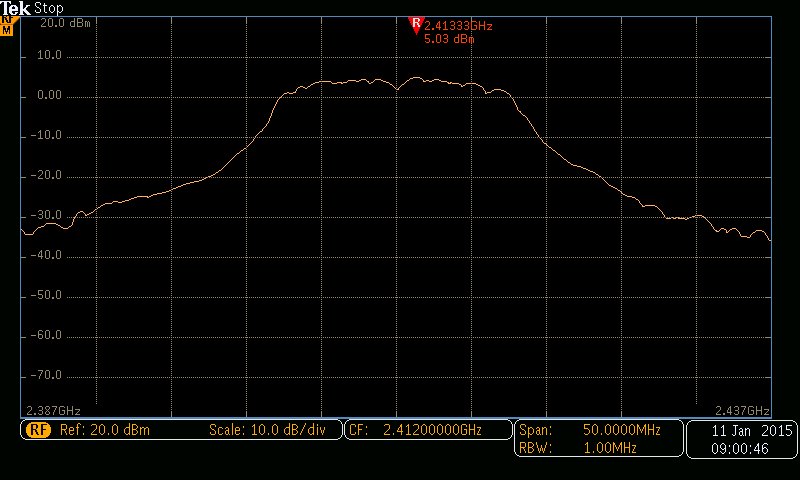 Tek Stop
RF
M
20.0 dBm
R
2.41333GHz
5.03 dBm
10.0
0.00
-10.0
-20.0
-30.0
-40.0
-50.0
-60.0
-70.0
2.387GHz
2.437GHz
RF Ref: 20.0 dBm Scale: 10.0 dB/div
CF: 2.41200000GHz
Span: 50.0000MHz
RBW: 1.00MHz
11 Jan 2015
09:00:46